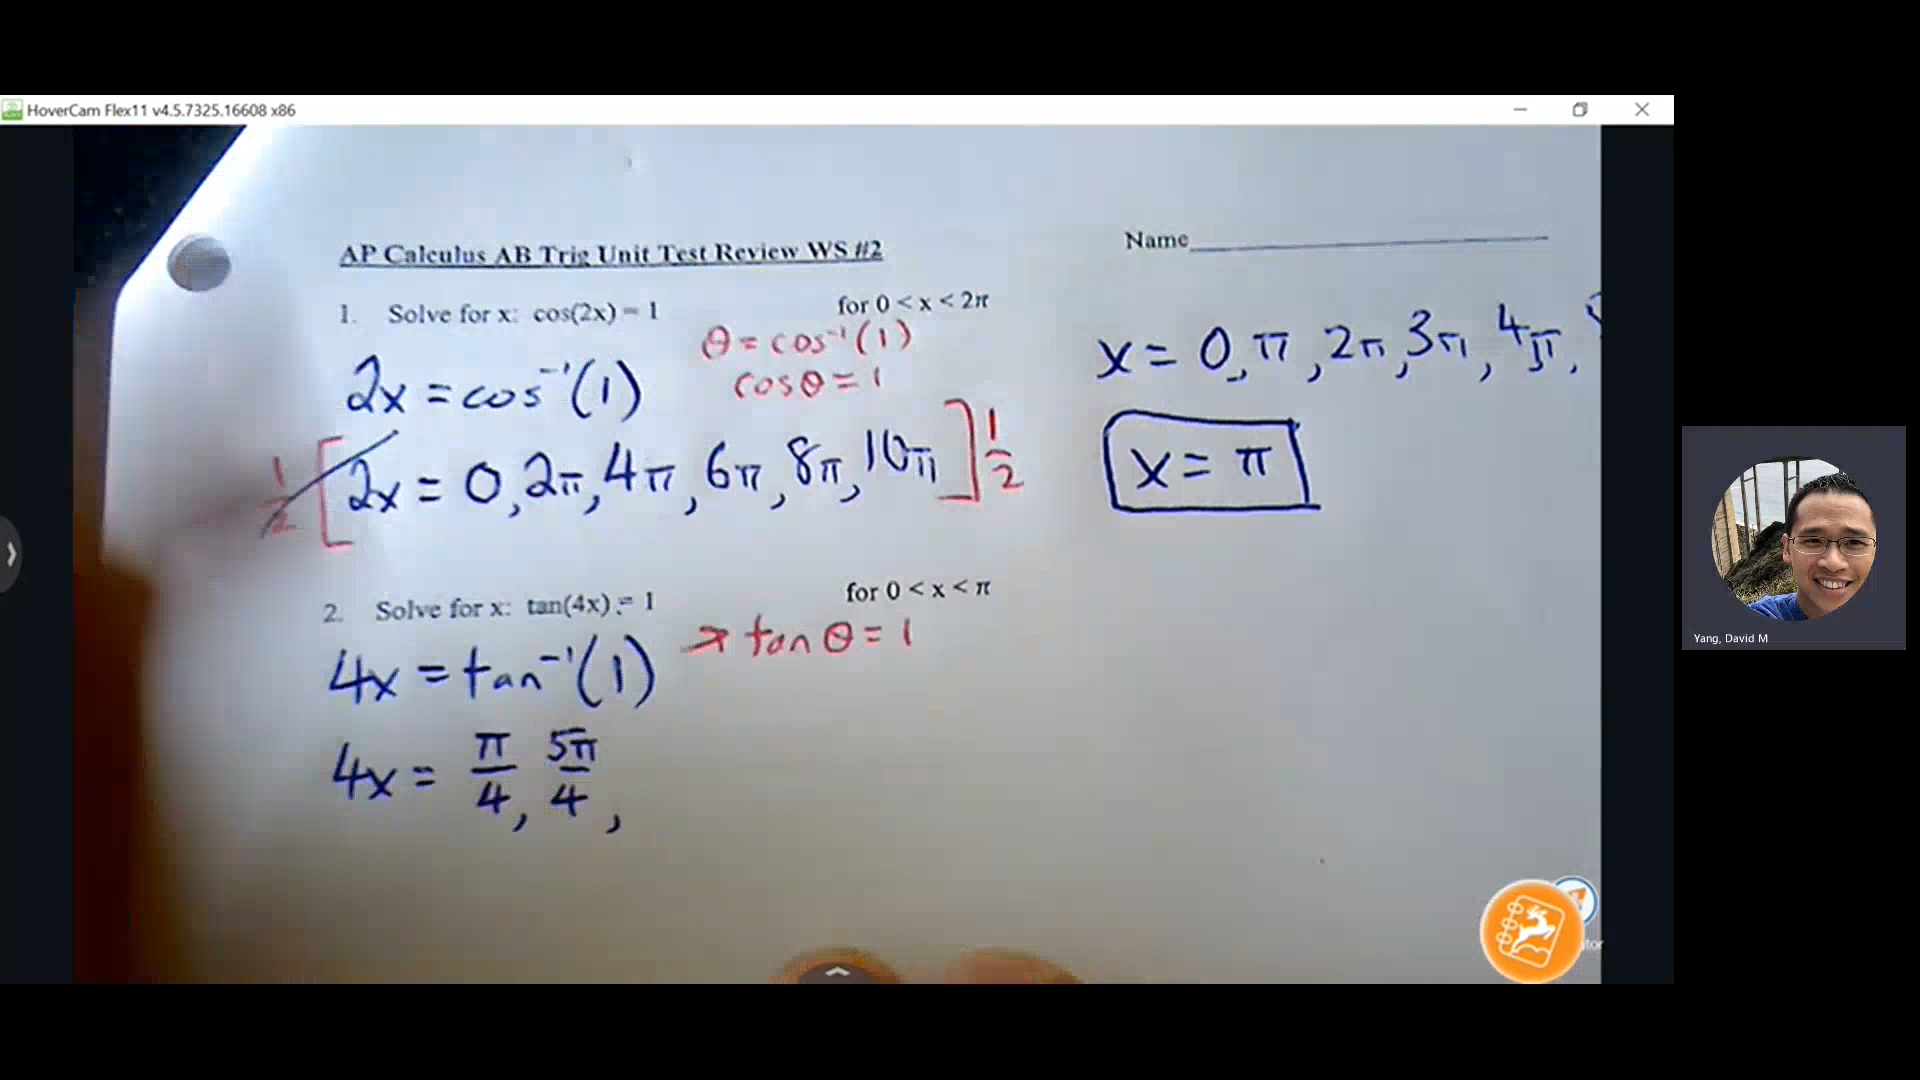 HoverCam Flex11 v4.5.7325.16608 x86
AP Calculus AB Trig Unit Test Review WS #2
Name
1. Solve for x: cos(2x) = 1 for 0 < x < 2π
θ = cos⁻¹(1)
cosθ = 1
2x = cos⁻¹(1)
1/2 [2x = 0, 2π, 4π, 6π, 8π, 10π] 1/2
x = 0, π, 2π, 3π, 4π,
x = π
2. Solve for x: tan(4x) = 1 for 0 < x < π
4x = tan⁻¹(1) → tan θ = 1
4x = π/4, 5π/4,
Yang, David M